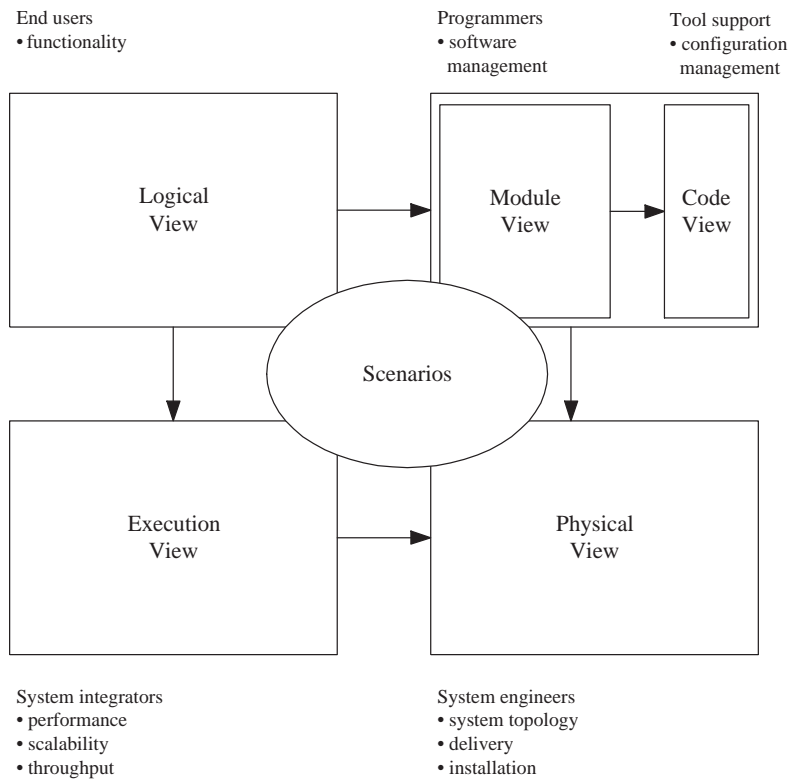 End users
• functionality
Programmers
• software
management
Tool support
• configuration
management
Logical
View
Module
View
Code
View
Scenarios
Execution
View
Physical
View
System integrators
• performance
• scalability
• throughput
System engineers
• system topology
• delivery
• installation